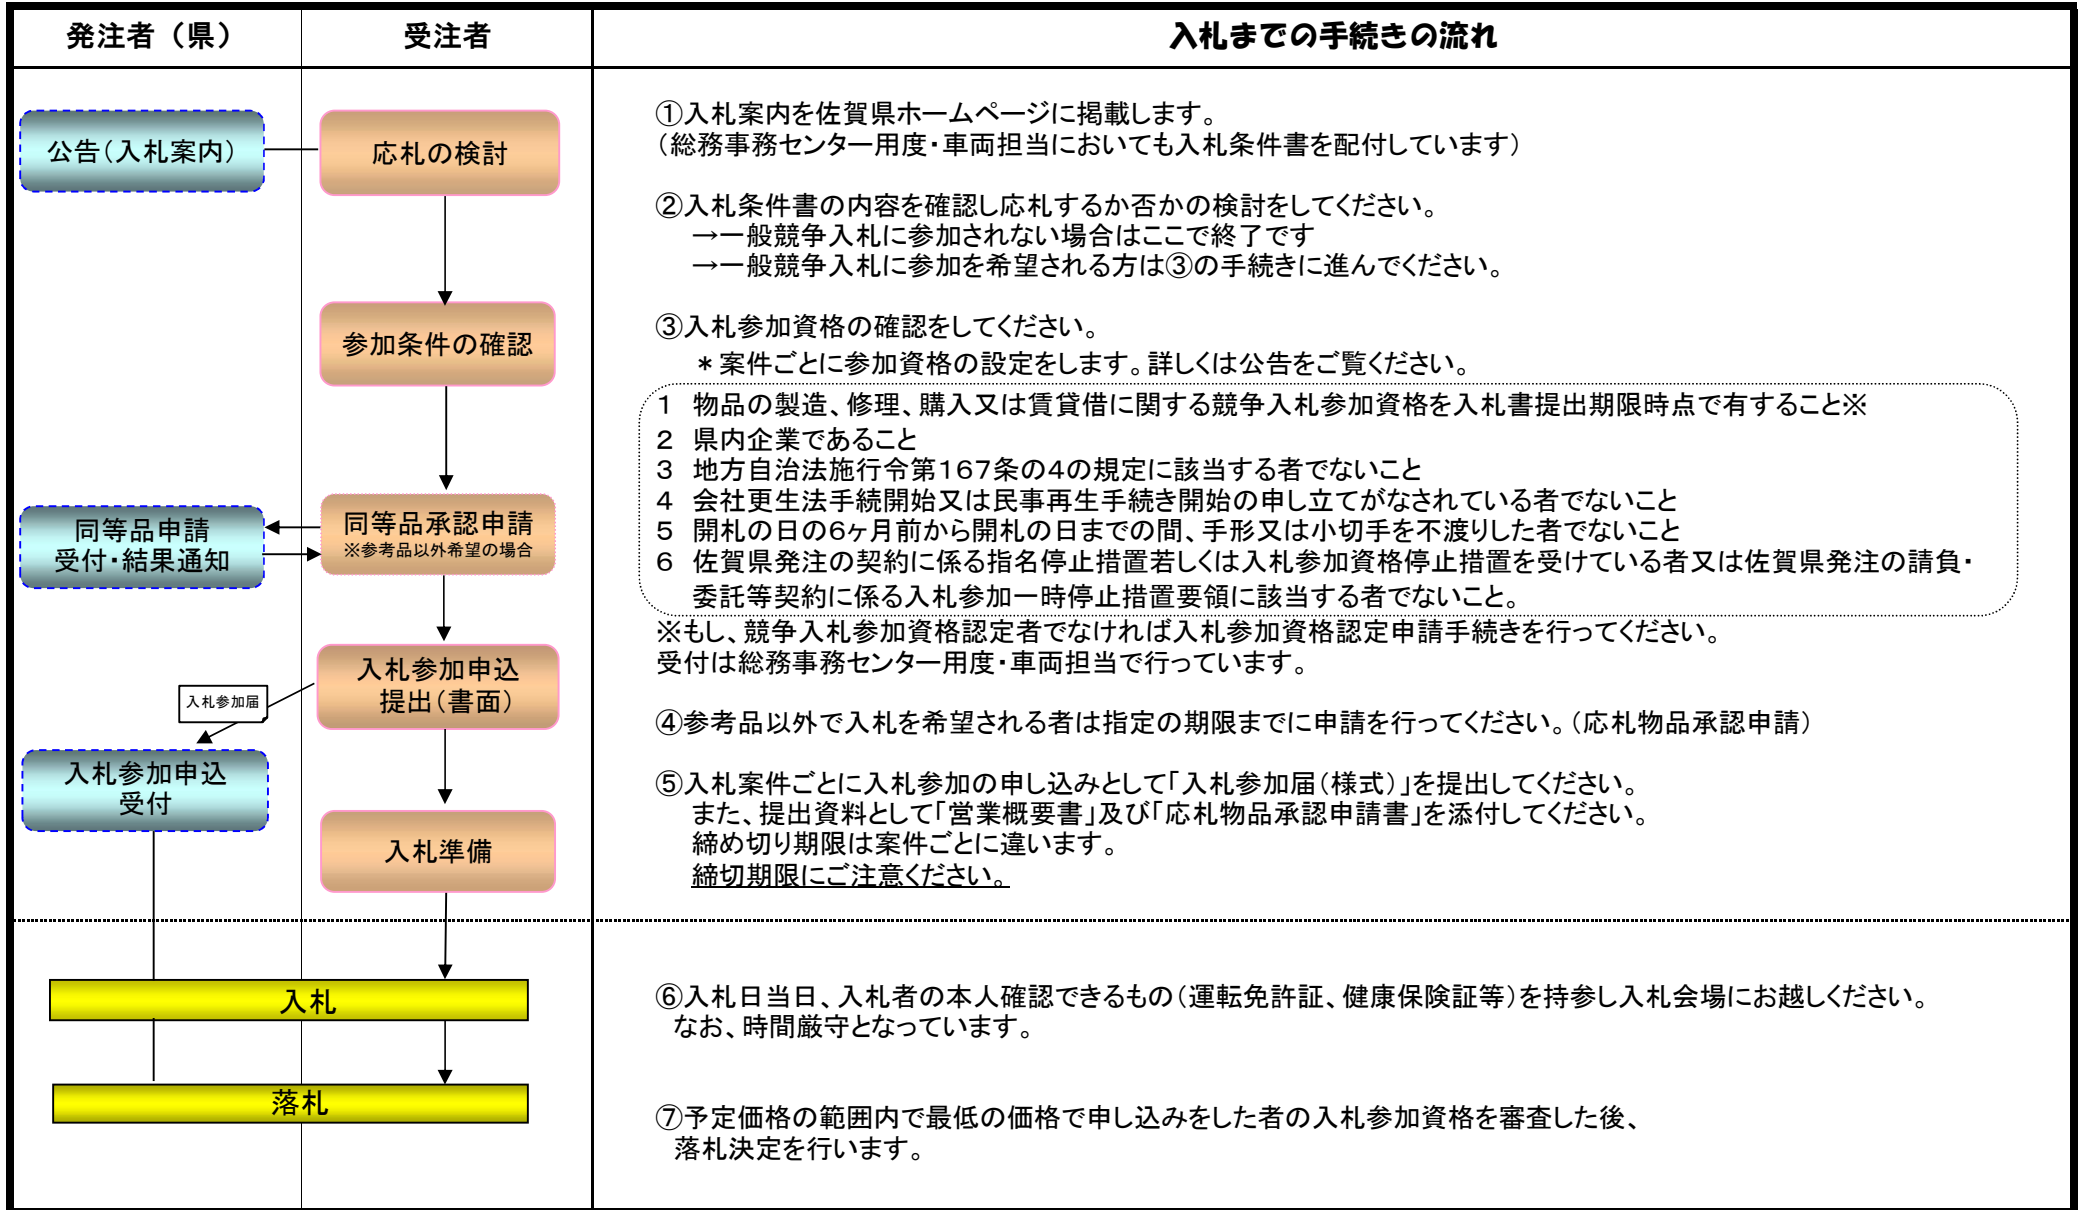 発注者（県）
受注者
入札までの手続きの流れ
公告（入札案内）
応札の検討
①入札案内を佐賀県ホームページに掲載します。
（総務事務センター用度・車両担当においても入札条件書を配付しています）
②入札条件書の内容を確認し応札するか否かの検討をしてください。
→一般競争入札に参加されない場合はここで終了です
→一般競争入札に参加を希望される方は③の手続きに進んでください。
参加条件の確認
③入札参加資格の確認をしてください。
＊案件ごとに参加資格の設定をします。詳しくは公告をご覧ください。
１　物品の製造、修理、購入又は賃貸借に関する競争入札参加資格を入札書提出期限時点で有すること※
２　県内企業であること
３　地方自治法施行令第１６７条の４の規定に該当する者でないこと
４　会社更生法手続開始又は民事再生手続き開始の申し立てがなされている者でないこと
５　開札の日の６ヶ月前から開札の日までの間、手形又は小切手を不渡りした者でないこと
６　佐賀県発注の契約に係る指名停止措置若しくは入札参加資格停止措置を受けている者又は佐賀県発注の請負・
委託等契約に係る入札参加一時停止措置要領に該当する者でないこと。
※もし、競争入札参加資格認定者でなければ入札参加資格認定申請手続きを行ってください。
受付は総務事務センター用度・車両担当で行っています。
同等品申請
受付・結果通知
同等品承認申請
※参考品以外希望の場合
④参考品以外で入札を希望される者は指定の期限までに申請を行ってください。（応札物品承認申請）
入札参加申込
提出（書面）
入札参加届
入札参加申込
受付
⑤入札案件ごとに入札参加の申し込みとして「入札参加届（様式）」を提出してください。
また、提出資料として「営業概要書」及び「応札物品承認申請書」を添付してください。
締め切り期限は案件ごとに違います。
締切期限にご注意ください。
入札準備
入札
⑥入札日当日、入札者の本人確認できるもの（運転免許証、健康保険証等）を持参し入札会場にお越しください。
なお、時間厳守となっています。
落札
⑦予定価格の範囲内で最低の価格で申し込みをした者の入札参加資格を審査した後、
落札決定を行います。